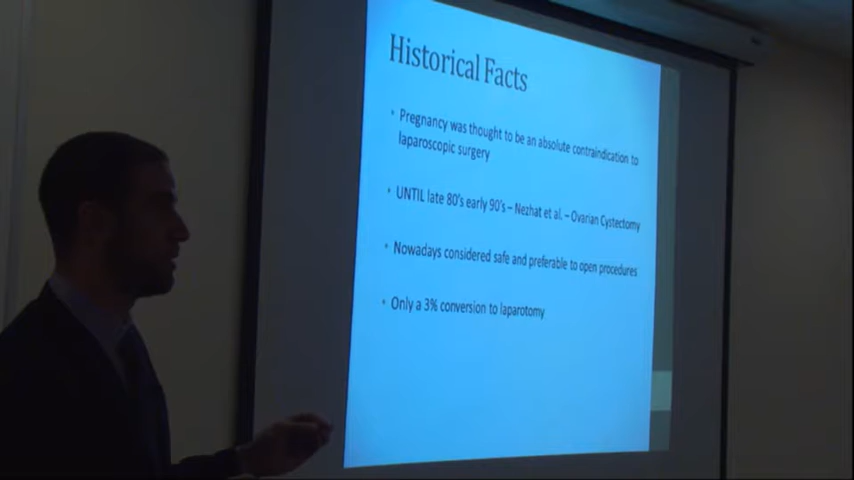 Historical Facts
• Pregnancy was thought to be an absolute contraindication to
laparoscopic surgery
• UNTIL late 80's early 90's – Nezhat et al. – Ovarian Cystectomy
• Nowadays considered safe and preferable to open procedures
• Only a 3% conversion to laparotomy